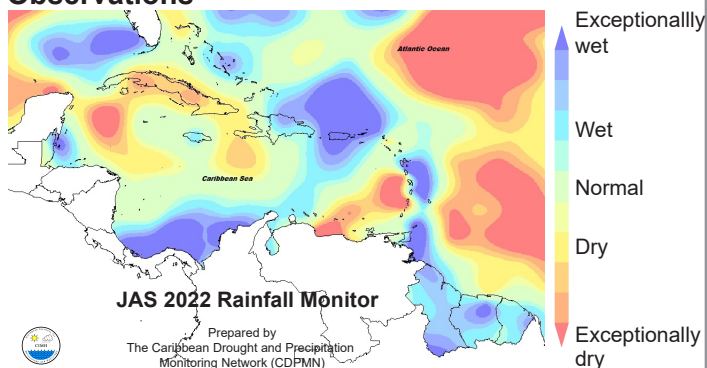 Observations
Atlantic Ocean
Caribbean Sea
JAS 2022 Rainfall Monitor
Prepared by
The Caribbean Drought and Precipitation
Monitoring Network (CDPMN)
CIMH
Exceptionallly
wet
Wet
Normal
Dry
Exceptionally
dry